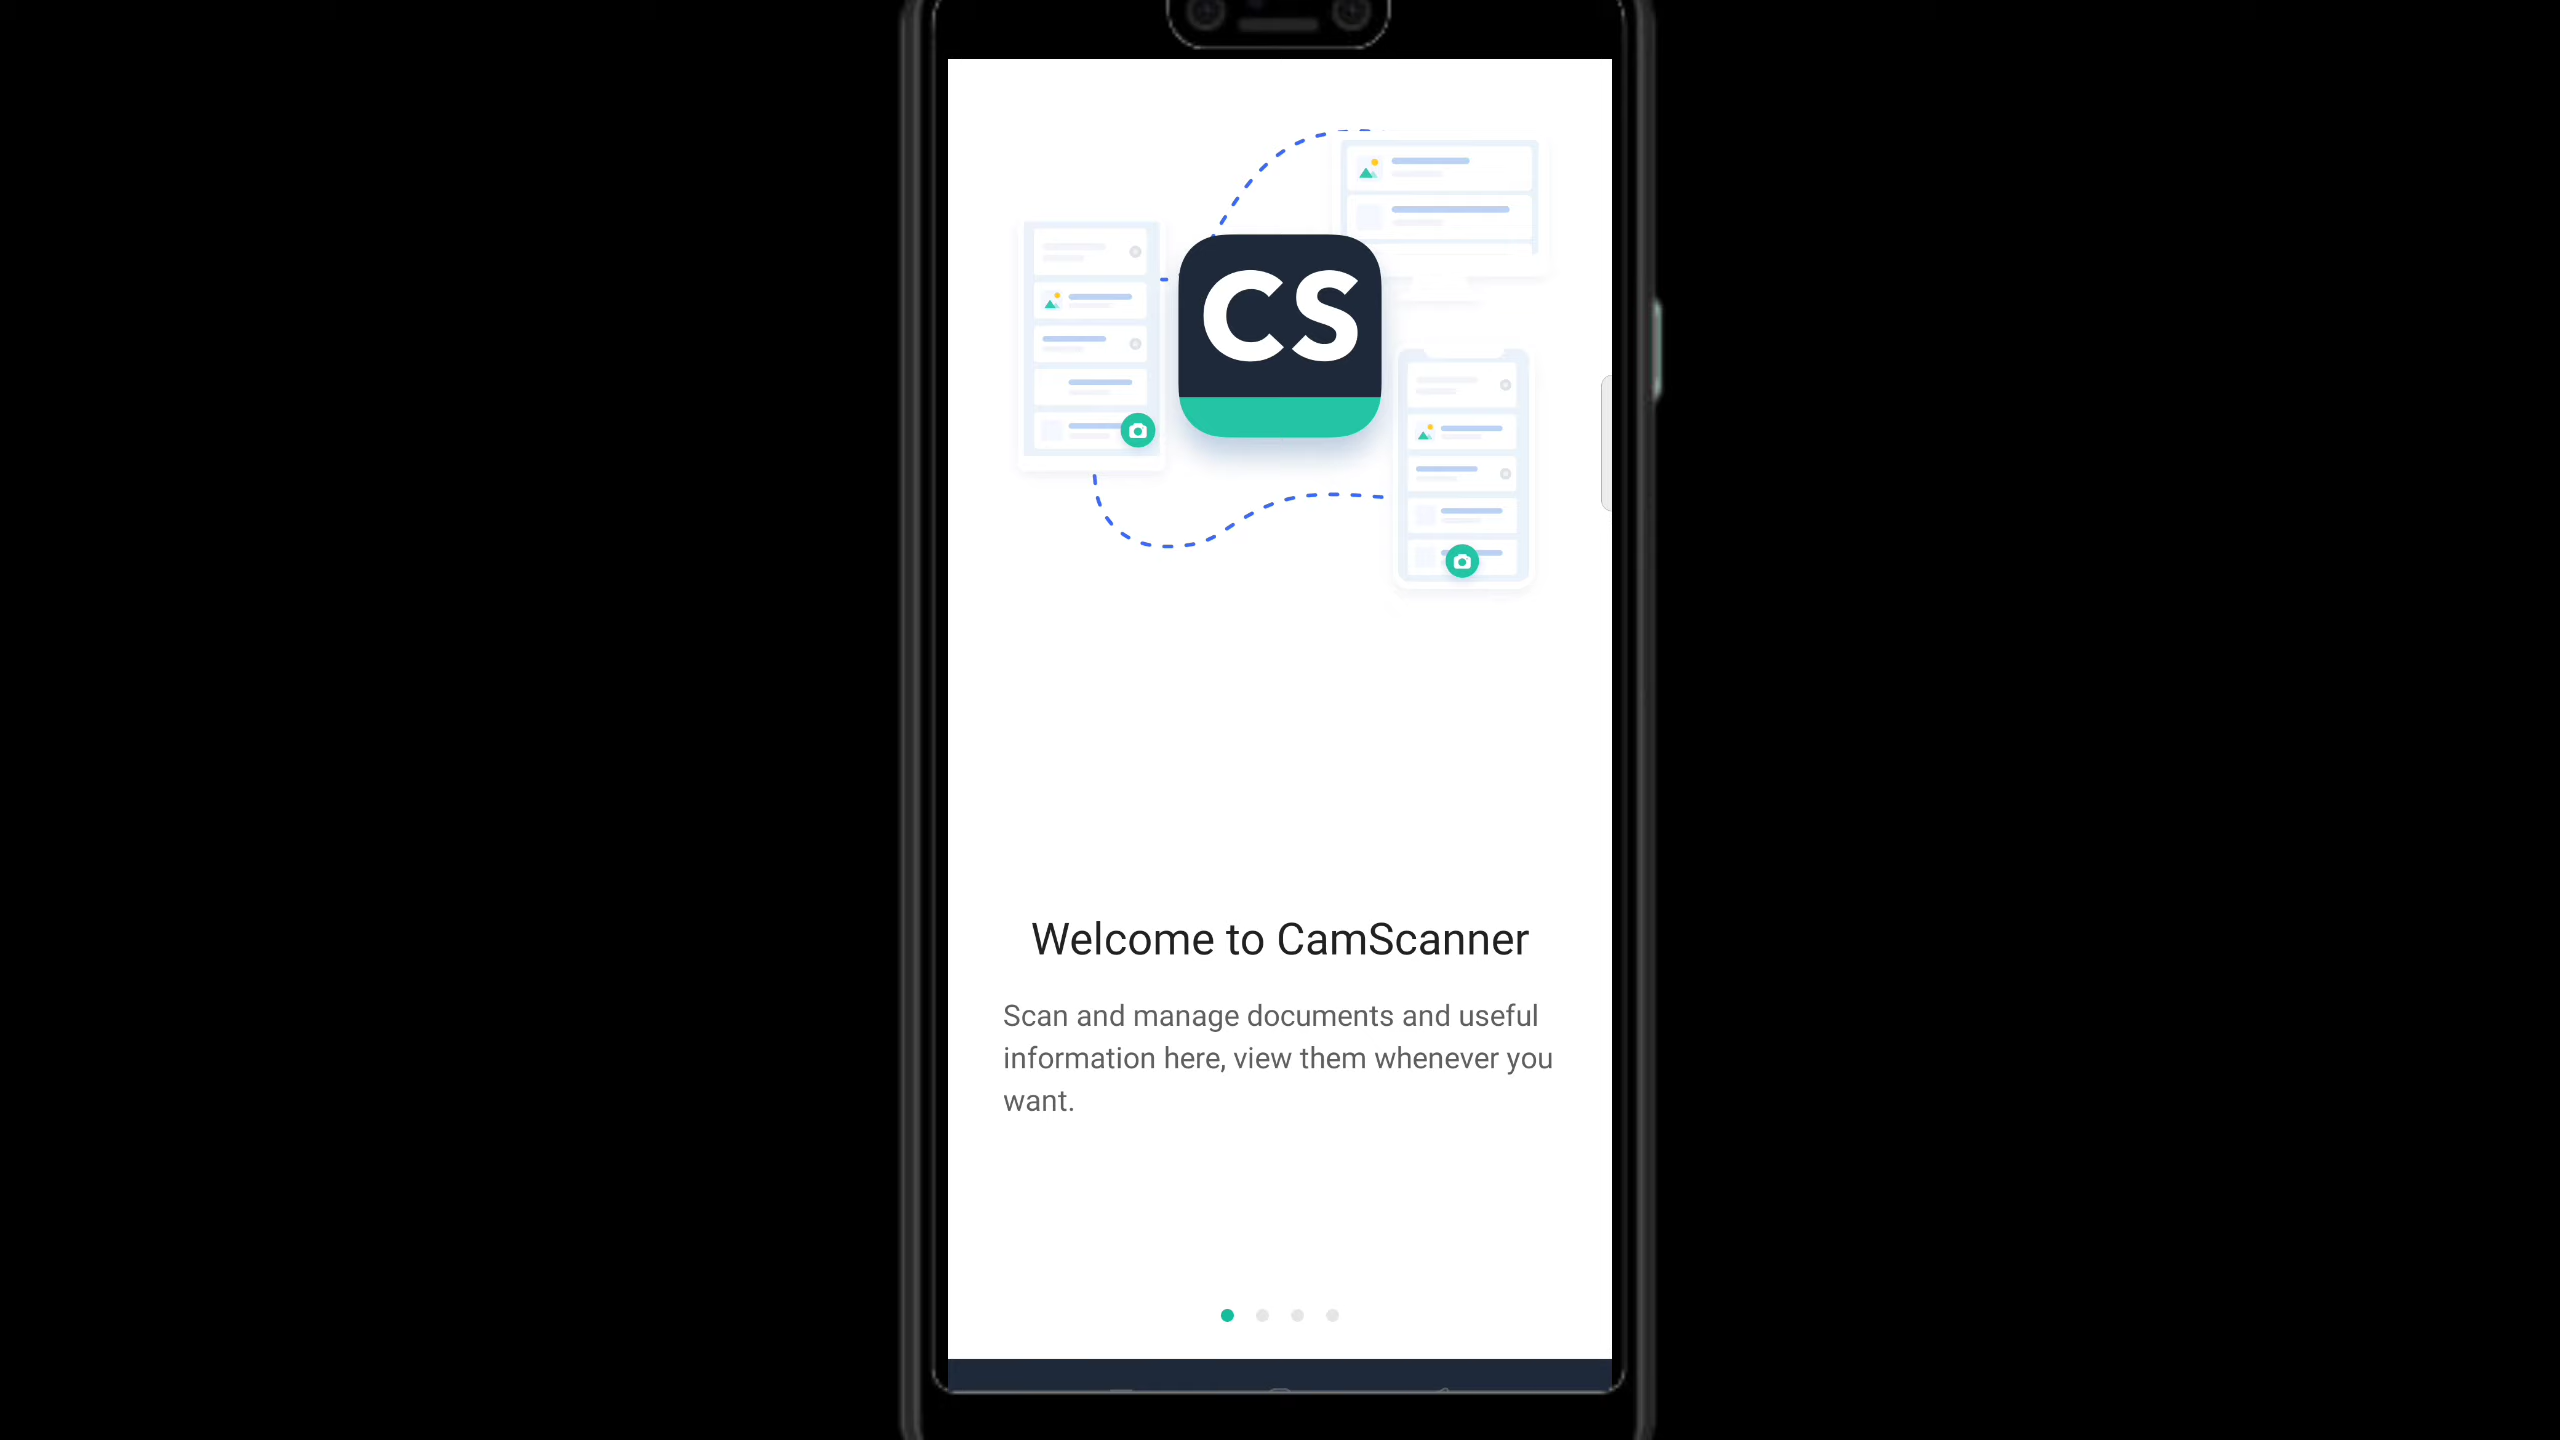 CS
Welcome to CamScanner
Scan and manage documents and useful
information here, view them whenever you
want.